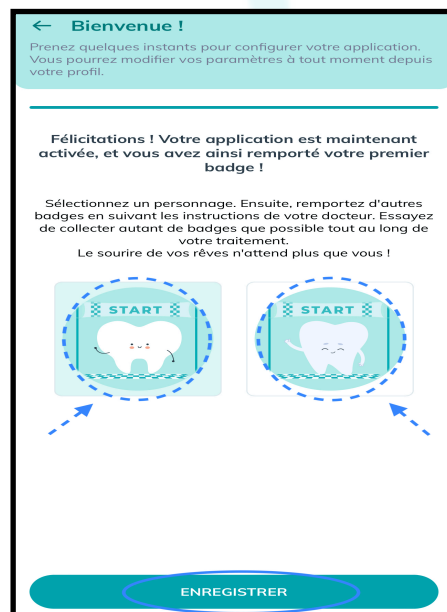 Bienvenue !
Prenez quelques instants pour configurer votre application.
Vous pourrez modifier vos paramètres à tout moment depuis
votre profil.
Félicitations ! Votre application est maintenant
activée, et vous avez ainsi remporté votre premier
badge !
Sélectionnez un personnage. Ensuite, remportez d'autres
badges en suivant les instructions de votre docteur. Essayez
de collecter autant de badges que possible tout au long de
votre traitement.
Le sourire de vos rêves n'attend plus que vous !
START
START
ENREGISTRER